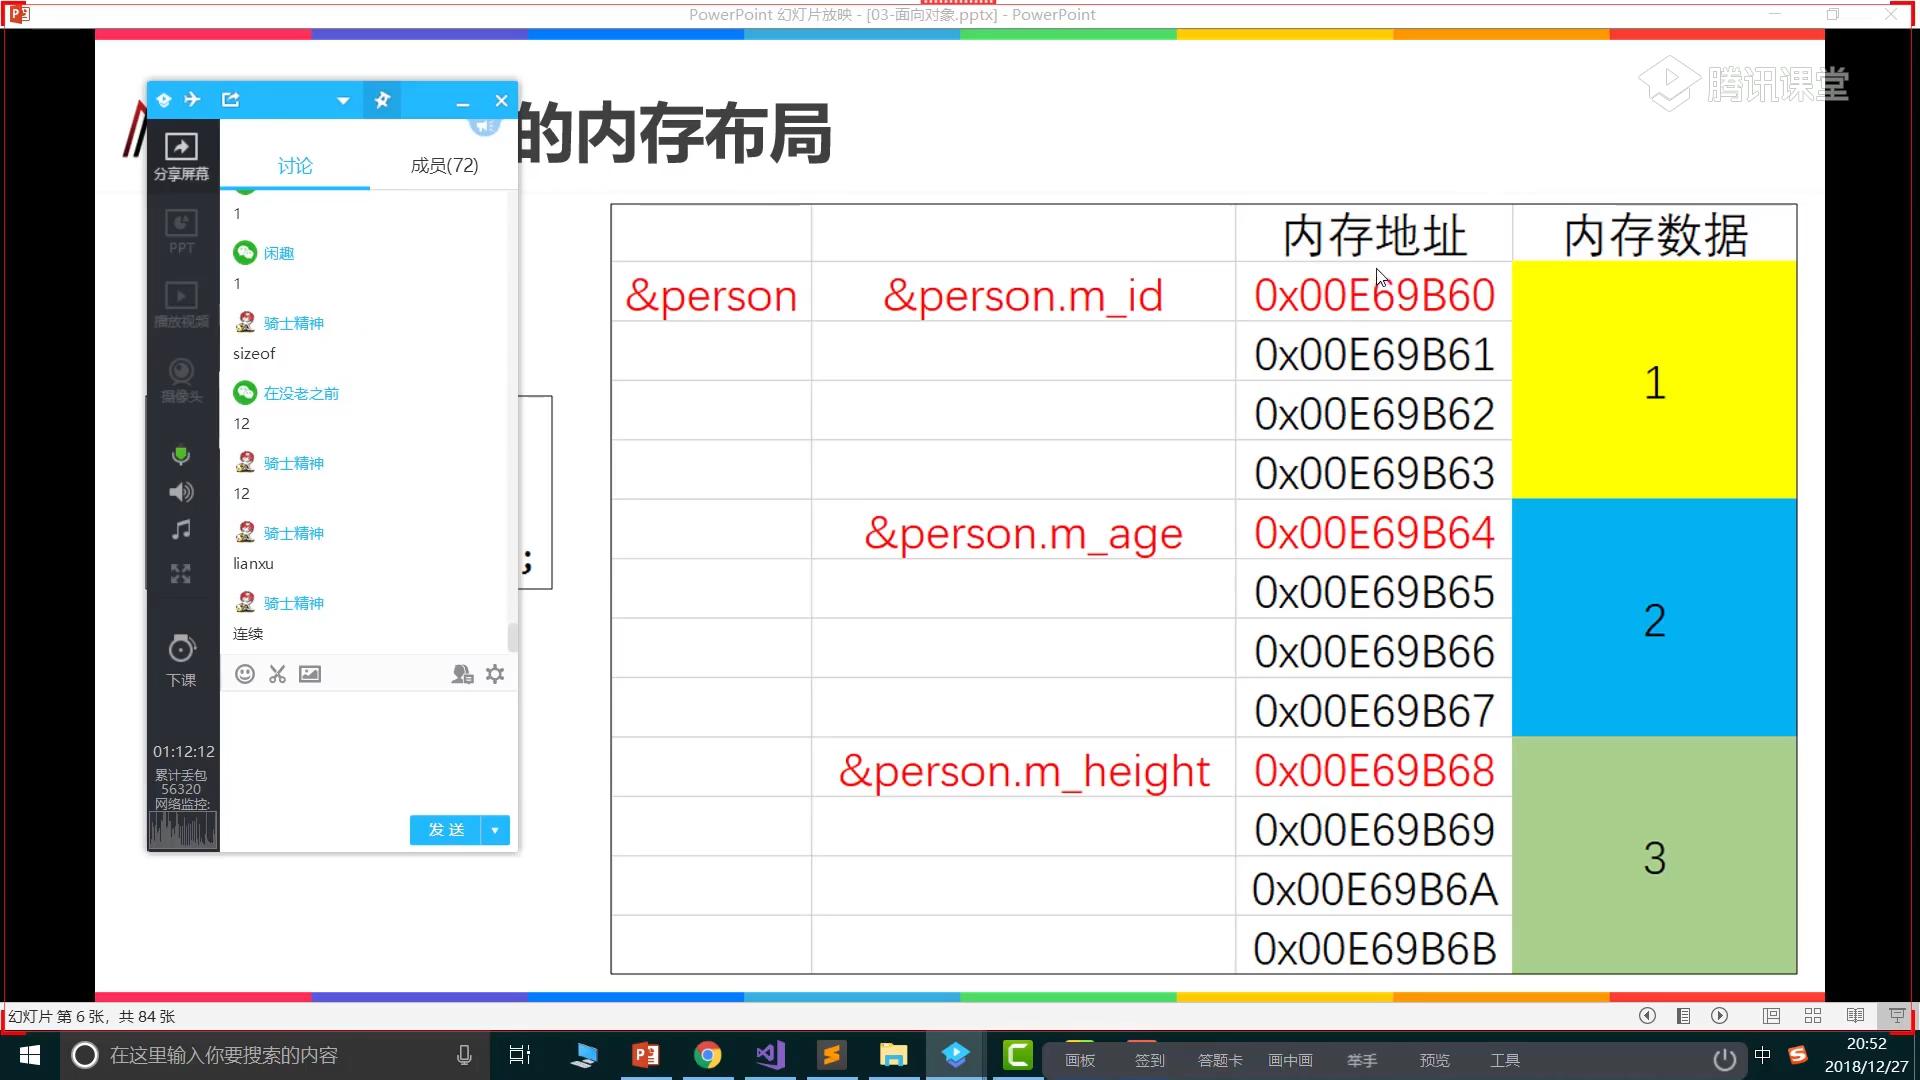 PowerPoint 幻灯片放映 - [03-面向对象.pptx] - PowerPoint
腾讯课堂
的内存布局
分享屏幕
PPT
播放视频
摄像头
下课
01:12:12
累计丢包
56320
网络监控:
讨论
成员(72)
1
闲趣
1
骑士精神
sizeof
在没老之前
12
骑士精神
12
骑士精神
lianxu
骑士精神
连续
发 送
;
内存地址 内存数据
&person &person.m_id 0x00E69B60
0x00E69B61
1
0x00E69B62
0x00E69B63
&person.m_age 0x00E69B64
0x00E69B65
2
0x00E69B66
0x00E69B67
&person.m_height 0x00E69B68
0x00E69B69
3
0x00E69B6A
0x00E69B6B
幻灯片 第 6 张，共 84 张
在这里输入你要搜索的内容
画板 签到 答题卡 画中画 举手 预览 工具
中
20:52
2018/12/27